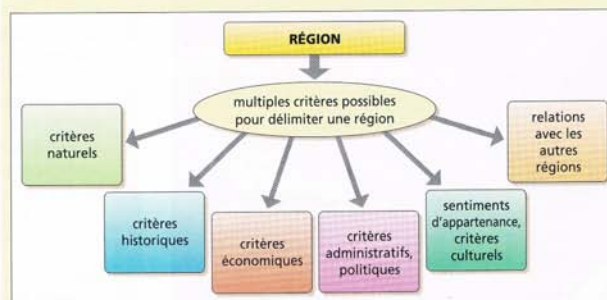 RÉGION
multiples critères possibles
pour délimiter une région
critères
naturels
critères
historiques
critères
économiques
critères
administratifs,
politiques
sentiments
d'appartenance,
critères
culturels
relations
avec les
autres
régions